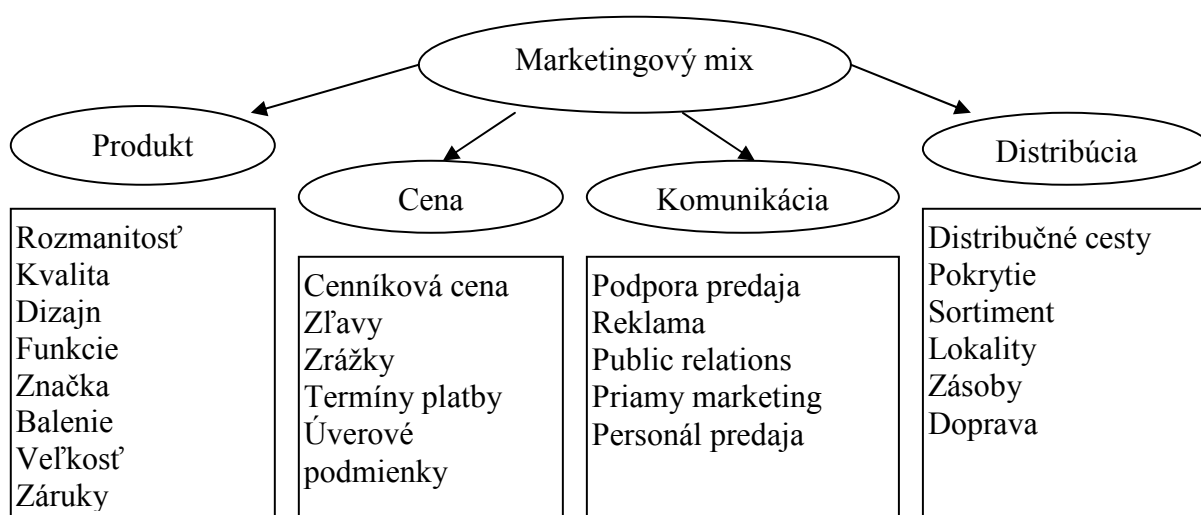 Marketingový mix
Produkt
Cena
Komunikácia
Distribúcia
Rozmanitosť
Kvalita
Dizajn
Funkcie
Značka
Balenie
Veľkosť
Záruky
Cenníková cena
Zľavy
Zrážky
Termíny platby
Úverové
podmienky
Podpora predaja
Reklama
Public relations
Priamy marketing
Personál predaja
Distribučné cesty
Pokrytie
Sortiment
Lokality
Zásoby
Doprava